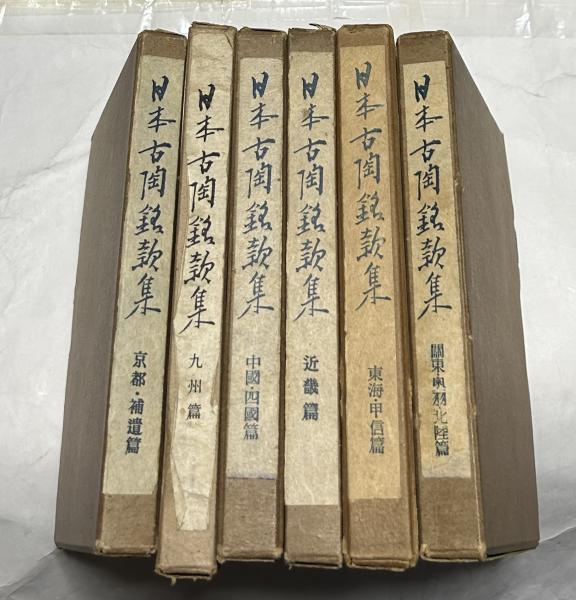 日本古陶銘款集
京都・補遺篇
日本古陶銘款集
九州篇
日本古陶銘款集
中國・四國篇
日本古陶銘款集
近畿篇
日本古陶銘款集
東海・甲信篇
日本古陶銘款集
關東・奥羽・北陸篇